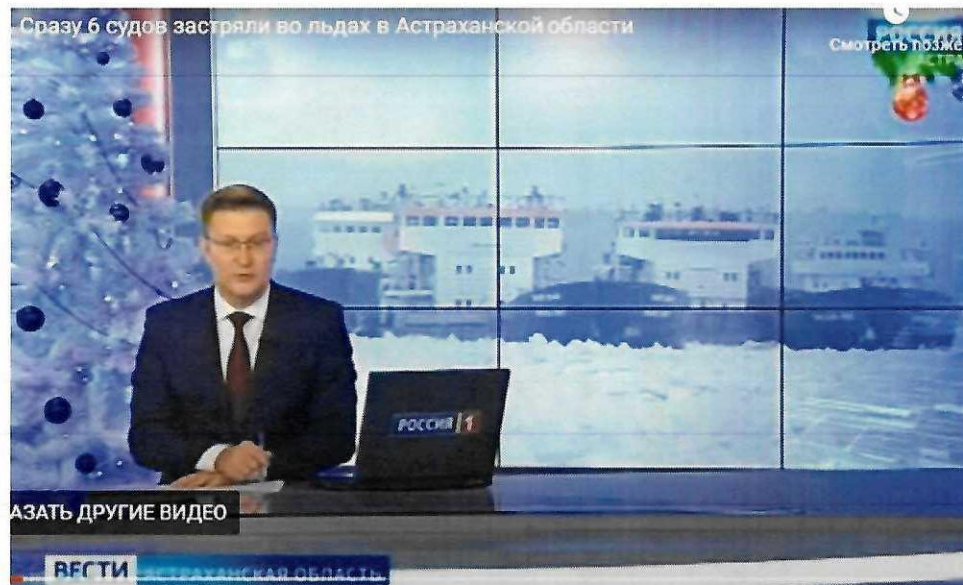 Сразу 6 судов застряли во льдах в Астраханской области
РОССИЯ
Смотреть позже
АСТРА
РОССИЯ 1
АЗАТЬ ДРУГИЕ ВИДЕО
ВЕСТИ АСТРАХАНСКАЯ ОБЛАСТЬ